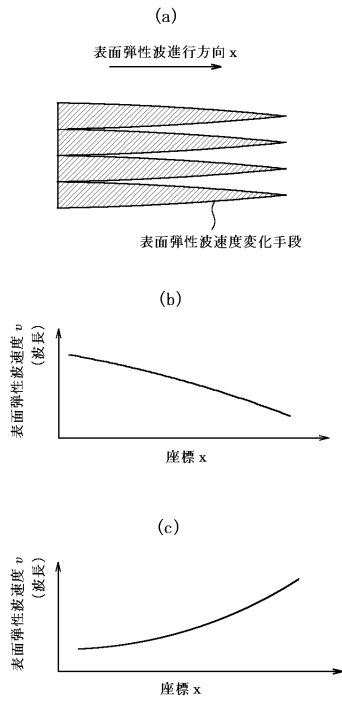 (a)
表面弾性波進行方向 x
表面弾性波速度変化手段
(b)
表面弾性波速度 v
(波長)
座標 x
(c)
表面弾性波速度 v
(波長)
座標 x